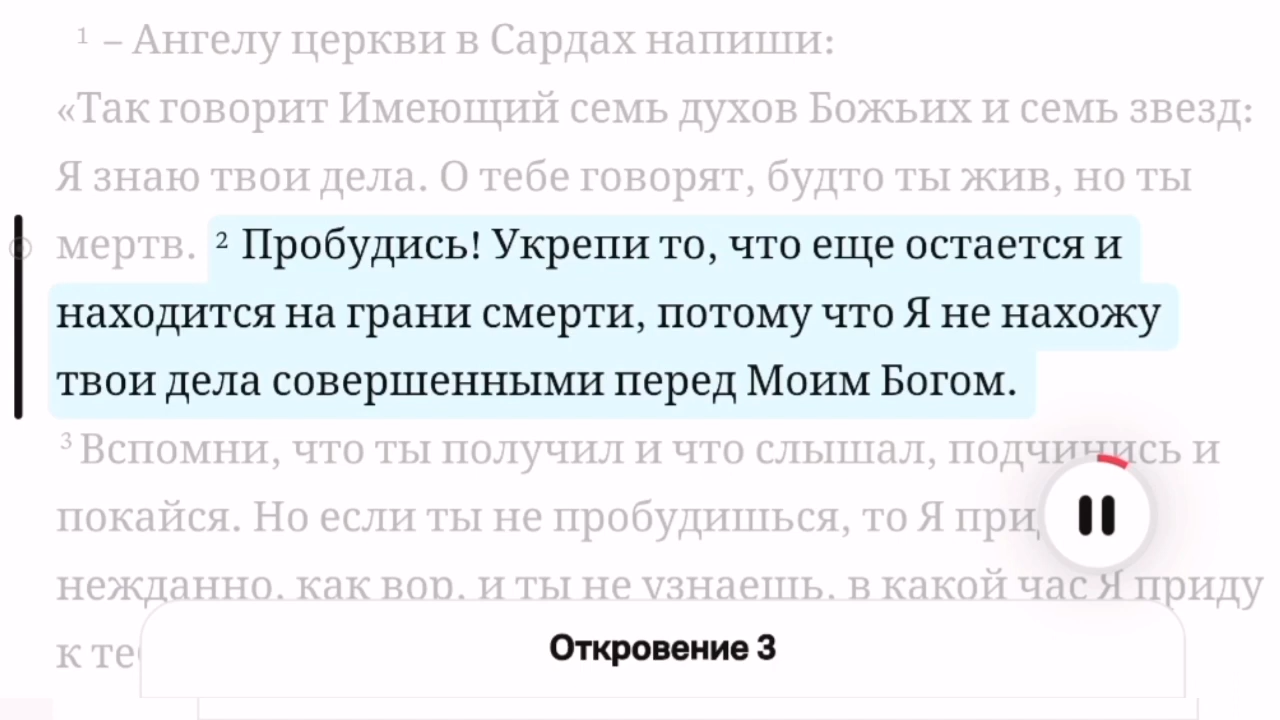 1 – Ангелу церкви в Сардах напиши:
«Так говорит Имеющий семь духов Божьих и семь звезд:
Я знаю твои дела. О тебе говорят, будто ты жив, но ты
мертв. 2 Пробудись! Укрепи то, что еще остается и
находится на грани смерти, потому что Я не нахожу
твои дела совершенными перед Моим Богом.
3 Вспомни, что ты получил и что слышал, подчинись и
покайся. Но если ты не пробудишься, то Я
нежданно, как вор, и ты не узнаешь, в какой час Я приду
к
Откровение 3